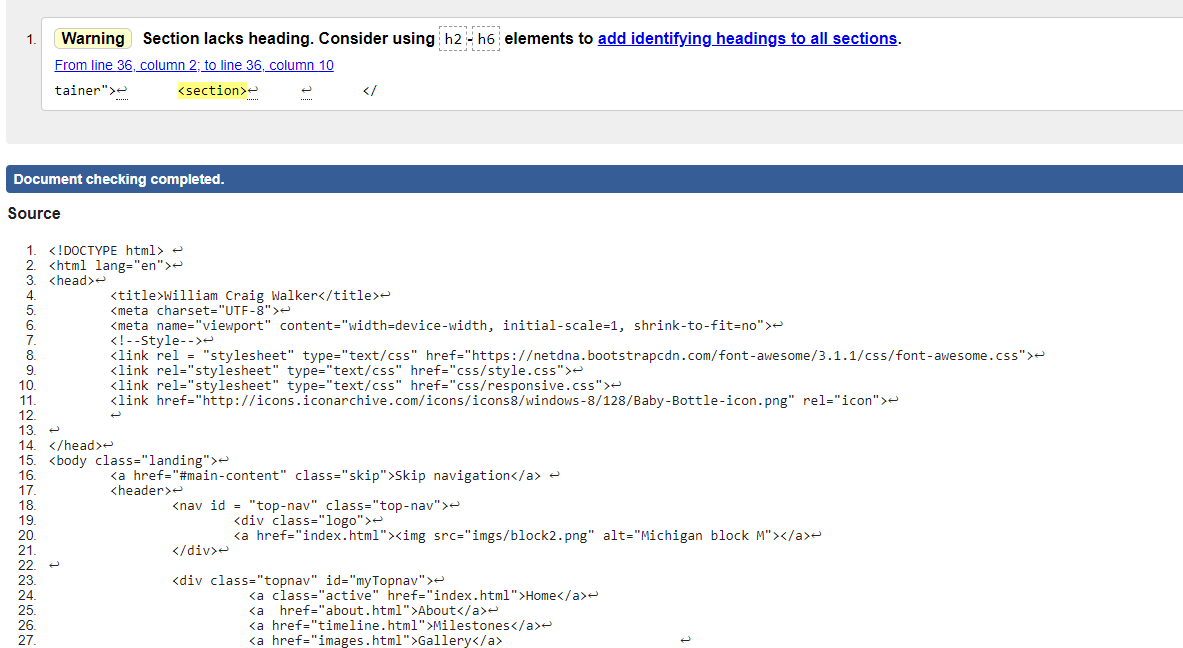 1. Warning Section lacks heading. Consider using h2-h6 elements to add identifying headings to all sections.
From line 36, column 2; to line 36, column 10
tainer">↩ <section>↩ ↩ </
Document checking completed.
Source
1. <!DOCTYPE html> ↩
2. <html lang="en">↩
3. <head>↩
4. <title>William Craig Walker</title>↩
5. <meta charset="UTF-8">↩
6. <meta name="viewport" content="width=device-width, initial-scale=1, shrink-to-fit=no">↩
7. <!--Style-->↩
8. <link rel = "stylesheet" type="text/css" href="https://netdna.bootstrapcdn.com/font-awesome/3.1.1/css/font-awesome.css">↩
9. <link rel="stylesheet" type="text/css" href="css/style.css">↩
10. <link rel="stylesheet" type="text/css" href="css/responsive.css">↩
11. <link href="http://icons.iconarchive.com/icons/icons8/windows-8/128/Baby-Bottle-icon.png" rel="icon">↩
12. ↩
13. ↩
14. </head>↩
15. <body class="landing">↩
16. <a href="#main-content" class="skip">Skip navigation</a> ↩
17. <header>↩
18. <nav id = "top-nav" class="top-nav">↩
19. <div class="logo">↩
20. <a href="index.html"><img src="imgs/block2.png" alt="Michigan block M"></a>↩
21. </div>↩
22. ↩
23. <div class="topnav" id="myTopnav">↩
24. <a class="active" href="index.html">Home</a>↩
25. <a  href="about.html">About</a>↩
26. <a href="timeline.html">Milestones</a>↩
27. <a href="images.html">Gallery</a> ↩